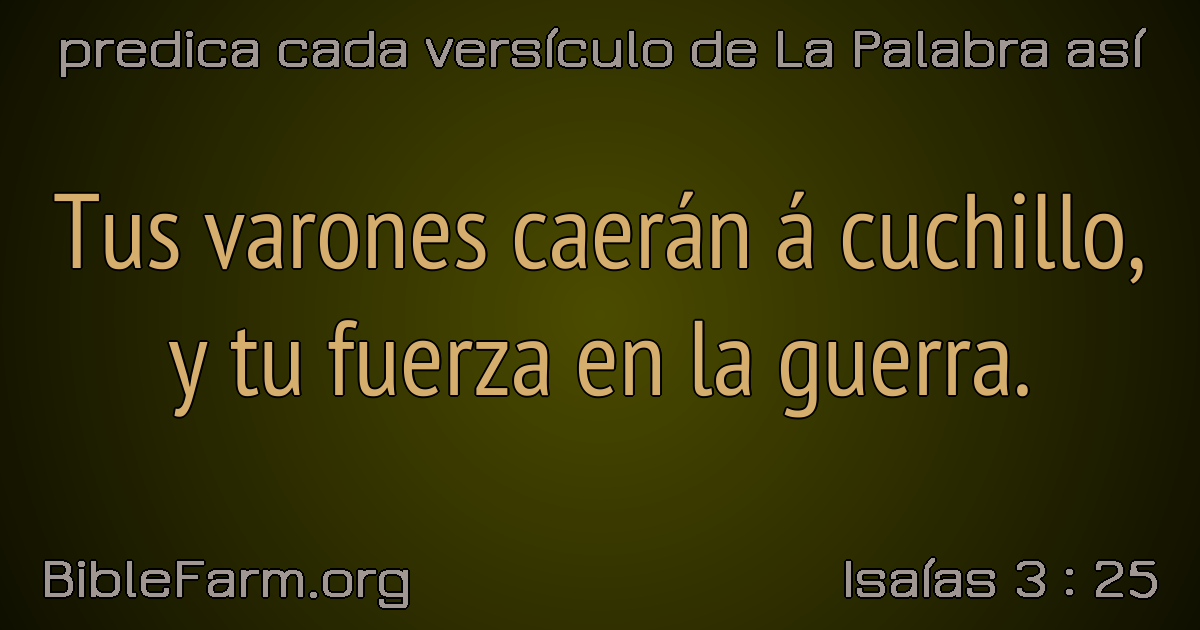 predica cada versículo de La Palabra así
Tus varones caerán á cuchillo,
y tu fuerza en la guerra.
BibleFarm.org
Isaías 3 : 25